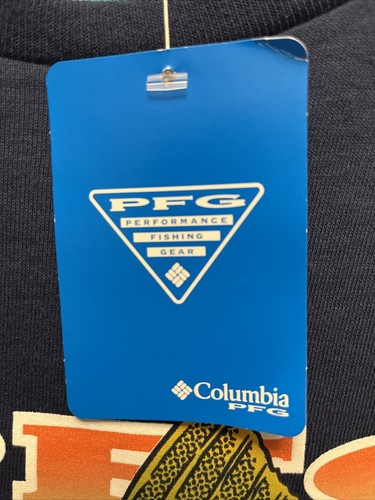 PFG
PERFORMANCE
FISHING
GEAR
Columbia
PFG